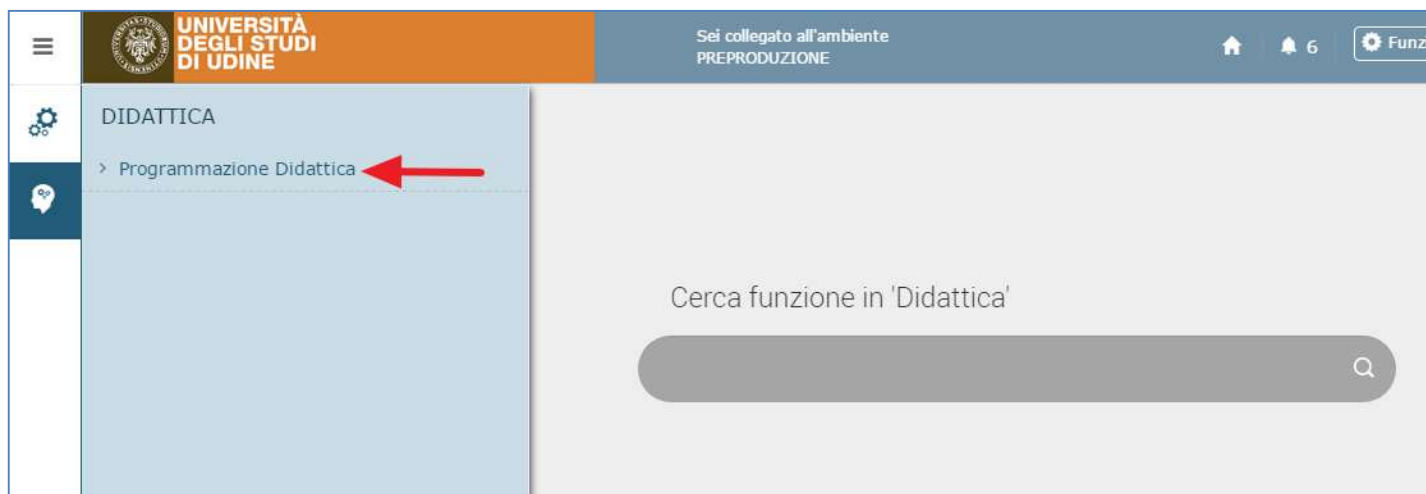 UNIVERSITÀ
DEGLI STUDI
DI UDINE
Sei collegato all'ambiente
PREPRODUZIONE
6
Funz
DIDATTICA
> Programmazione Didattica
Cerca funzione in 'Didattica'